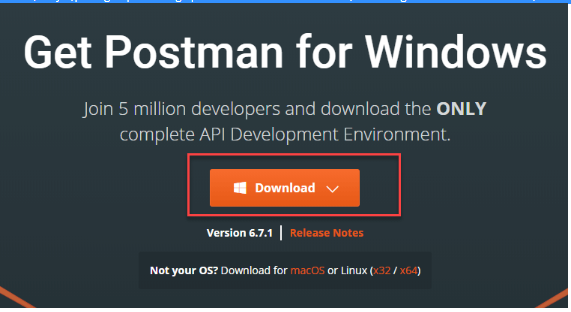 Get Postman for Windows
Join 5 million developers and download the ONLY
complete API Development Environment.
Download
Version 6.7.1 | Release Notes
Not your OS? Download for macOS or Linux (x32 / x64)